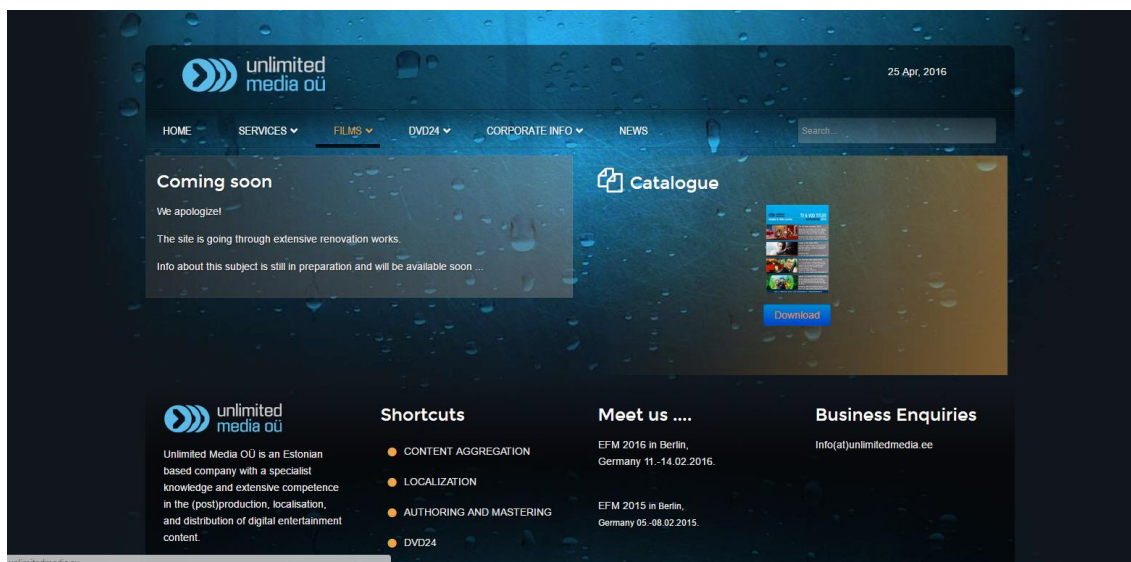 unlimited
media oü
25 Apr, 2016
HOME
SERVICES
FILMS
DVD24
CORPORATE INFO
NEWS
Search...
Coming soon
We apologize!
The site is going through extensive renovation works.
Info about this subject is still in preparation and will be available soon ...
Catalogue
Download
unlimited
media oü
Unlimited Media OÜ is an Estonian
based company with a specialist
knowledge and extensive competence
in the (post)production, localisation,
and distribution of digital entertainment
content.
Shortcuts
CONTENT AGGREGATION
LOCALIZATION
AUTHORING AND MASTERING
DVD24
Meet us ....
EFM 2016 in Berlin,
Germany 11.-14.02.2016.
EFM 2015 in Berlin,
Germany 05.-08.02.2015.
Business Enquiries
Info(at)unlimitedmedia.ee